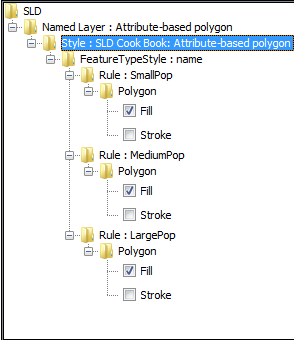 SLD
Named Layer : Attribute-based polygon
Style : SLD Cook Book: Attribute-based polygon
FeatureTypeStyle : name
Rule : SmallPop
Polygon
Fill
Stroke
Rule : MediumPop
Polygon
Fill
Stroke
Rule : LargePop
Polygon
Fill
Stroke